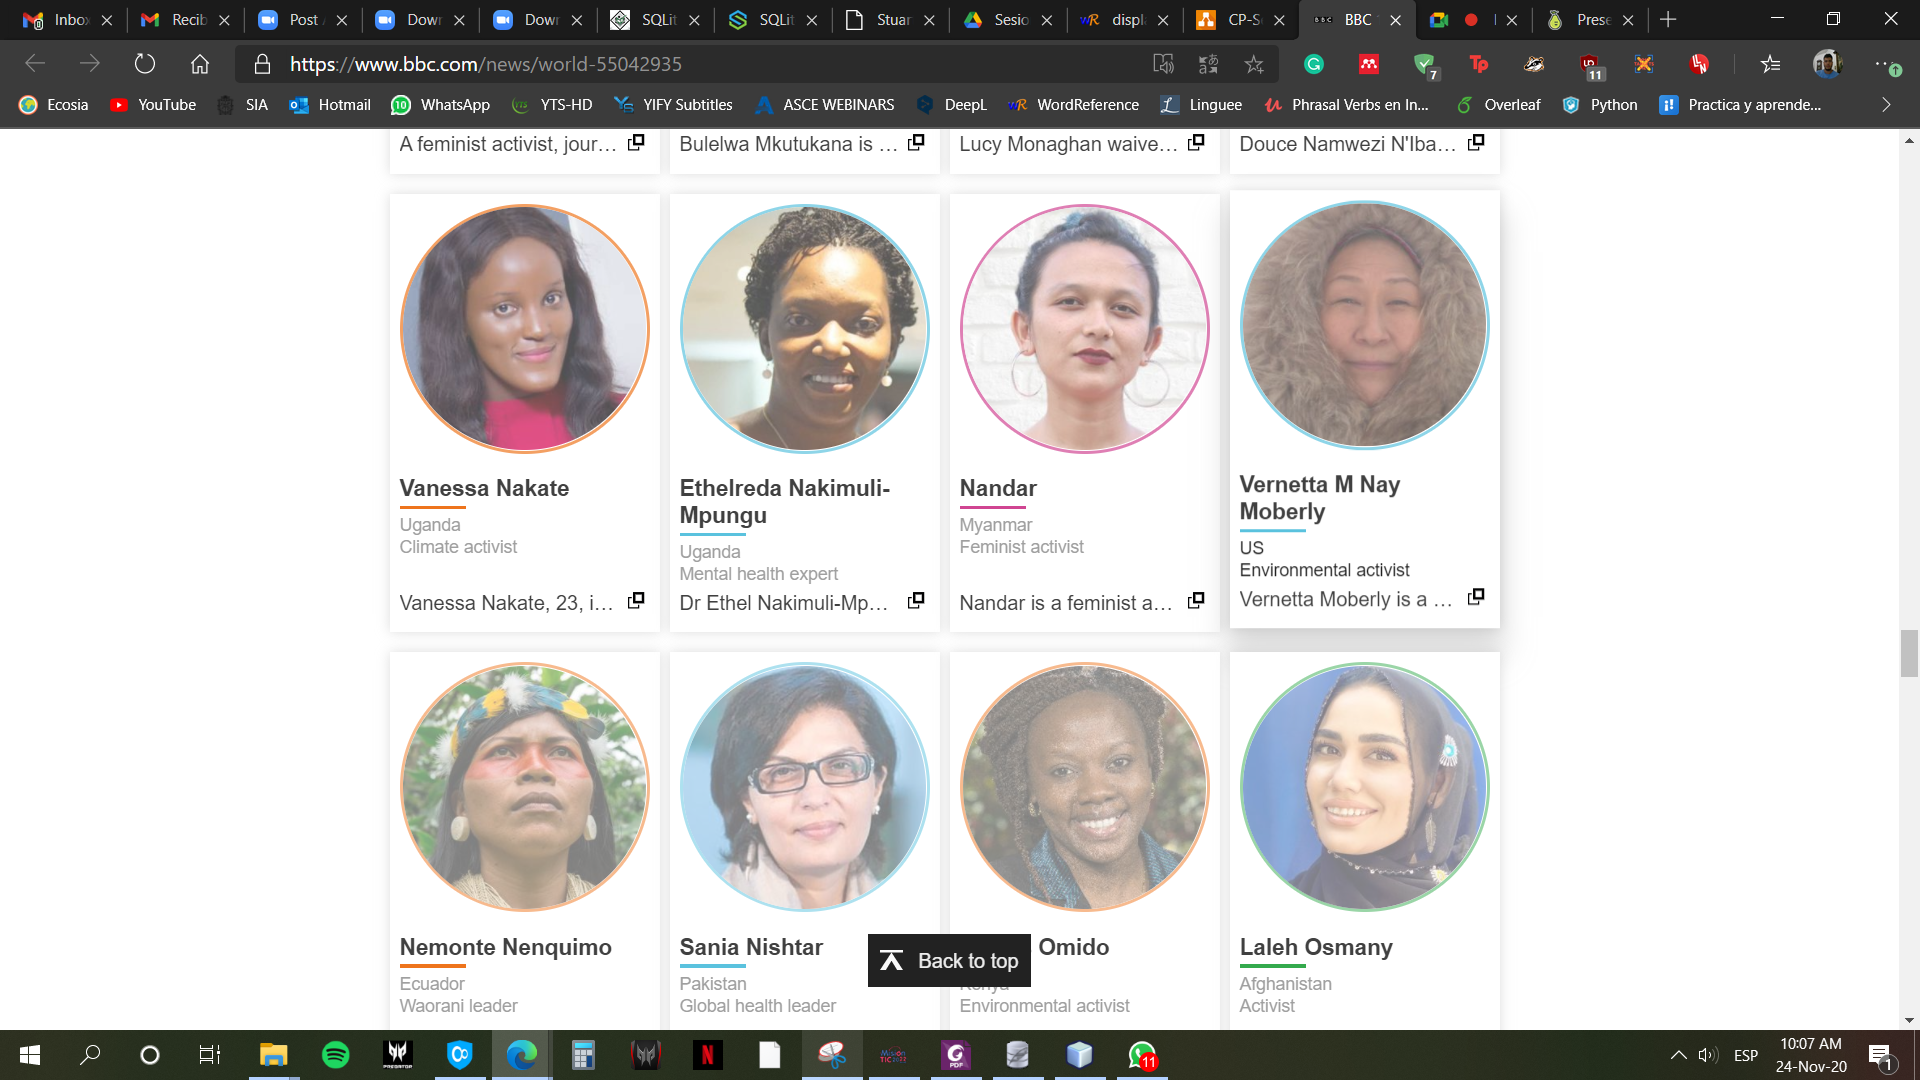 Inbox
Recib
Post
Down
Down
SQLit
SQLit
Stuar
Sesio
displ
CP-S
BBC
Prese
https://www.bbc.com/news/world-55042935
7
11
Ecosia
YouTube
SIA
Hotmail
WhatsApp
YTS-HD
YIFY Subtitles
ASCE WEBINARS
DeepL
WordReference
Linguee
Phrasal Verbs en In...
Overleaf
Python
Practica y aprende...
A feminist activist, jour...
Bulelwa Mkutukana is ...
Lucy Monaghan waive...
Douce Namwezi N'Iba...
Vanessa Nakate
Uganda
Climate activist
Vanessa Nakate, 23, i...
Ethelreda Nakimuli-
Mpungu
Uganda
Mental health expert
Dr Ethel Nakimuli-Mp...
Nandar
Myanmar
Feminist activist
Nandar is a feminist a...
Vernetta M Nay
Moberly
US
Environmental activist
Vernetta Moberly is a ...
Nemonte Nenquimo
Ecuador
Waorani leader
Sania Nishtar
Pakistan
Global health leader
Back to top
Omido
Kenya
Environmental activist
Laleh Osmany
Afghanistan
Activist
ESP
10:07 AM
24-Nov-20
11
1